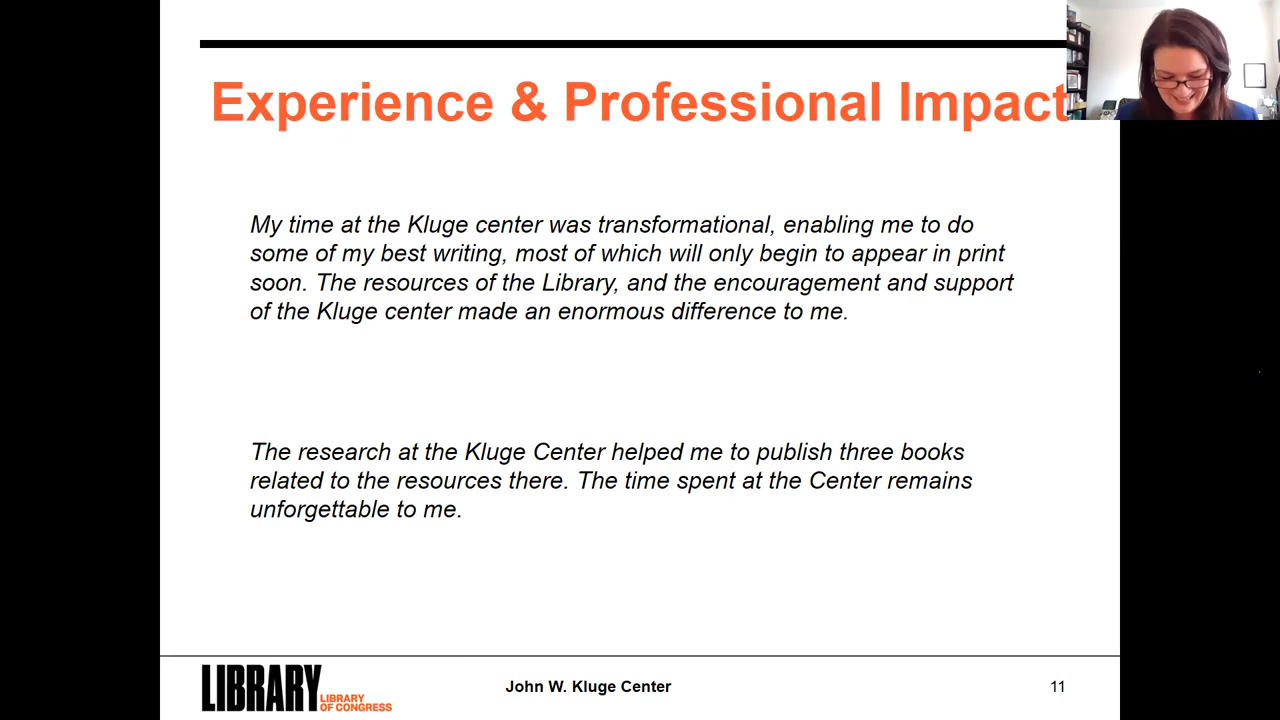 Experience & Professional Impact
My time at the Kluge center was transformational, enabling me to do
some of my best writing, most of which will only begin to appear in print
soon. The resources of the Library, and the encouragement and support
of the Kluge center made an enormous difference to me.
The research at the Kluge Center helped me to publish three books
related to the resources there. The time spent at the Center remains
unforgettable to me.
LIBRARY
LIBRARY
OF CONGRESS
John W. Kluge Center
11